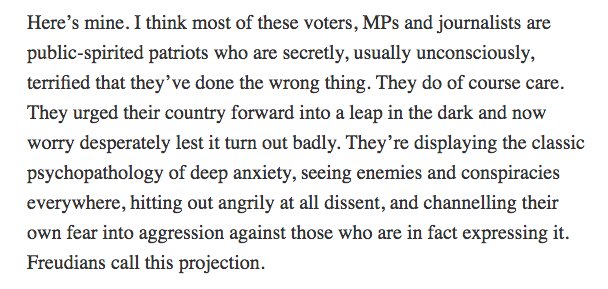 Here’s mine. I think most of these voters, MPs and journalists are
public-spirited patriots who are secretly, usually unconsciously,
terrified that they’ve done the wrong thing. They do of course care.
They urged their country forward into a leap in the dark and now
worry desperately lest it turn out badly. They’re displaying the classic
psychopathology of deep anxiety, seeing enemies and conspiracies
everywhere, hitting out angrily at all dissent, and channelling their
own fear into aggression against those who are in fact expressing it.
Freudians call this projection.